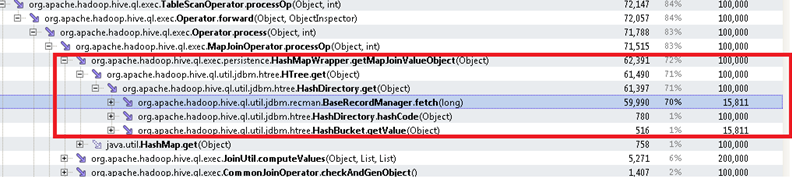 org.apache.hadoop.hive.ql.exec.TableScanOperator.processOp(Object, int) 72,147 84% 100,000
org.apache.hadoop.hive.ql.exec.Operator.forward(Object, ObjectInspector) 72,057 84% 100,000
org.apache.hadoop.hive.ql.exec.Operator.process(Object, int) 71,788 83% 100,000
org.apache.hadoop.hive.ql.exec.MapJoinOperator.processOp(Object, int) 71,515 83% 100,000
org.apache.hadoop.hive.ql.exec.persistence.HashMapWrapper.getMapJoinValueObject(Object) 62,391 72% 100,000
org.apache.hadoop.hive.ql.util.jdbm.htree.HTree.get(Object) 61,490 71% 100,000
org.apache.hadoop.hive.ql.util.jdbm.htree.HashDirectory.get(Object) 61,397 71% 100,000
org.apache.hadoop.hive.ql.util.jdbm.recman.BaseRecordManager.fetch(long) 59,990 70% 15,811
org.apache.hadoop.hive.ql.util.jdbm.htree.HashDirectory.hashCode(Object) 780 1% 100,000
org.apache.hadoop.hive.ql.util.jdbm.htree.HashBucket.getValue(Object) 516 1% 15,811
java.util.HashMap.get(Object) 758 1% 100,000
org.apache.hadoop.hive.ql.exec.JoinUtil.computeValues(Object, List, List) 5,271 6% 200,000
org.apache.hadoop.hive.ql.exec.CommonJoinOperator.checkAndGenObject() 1,407 2% 100,000